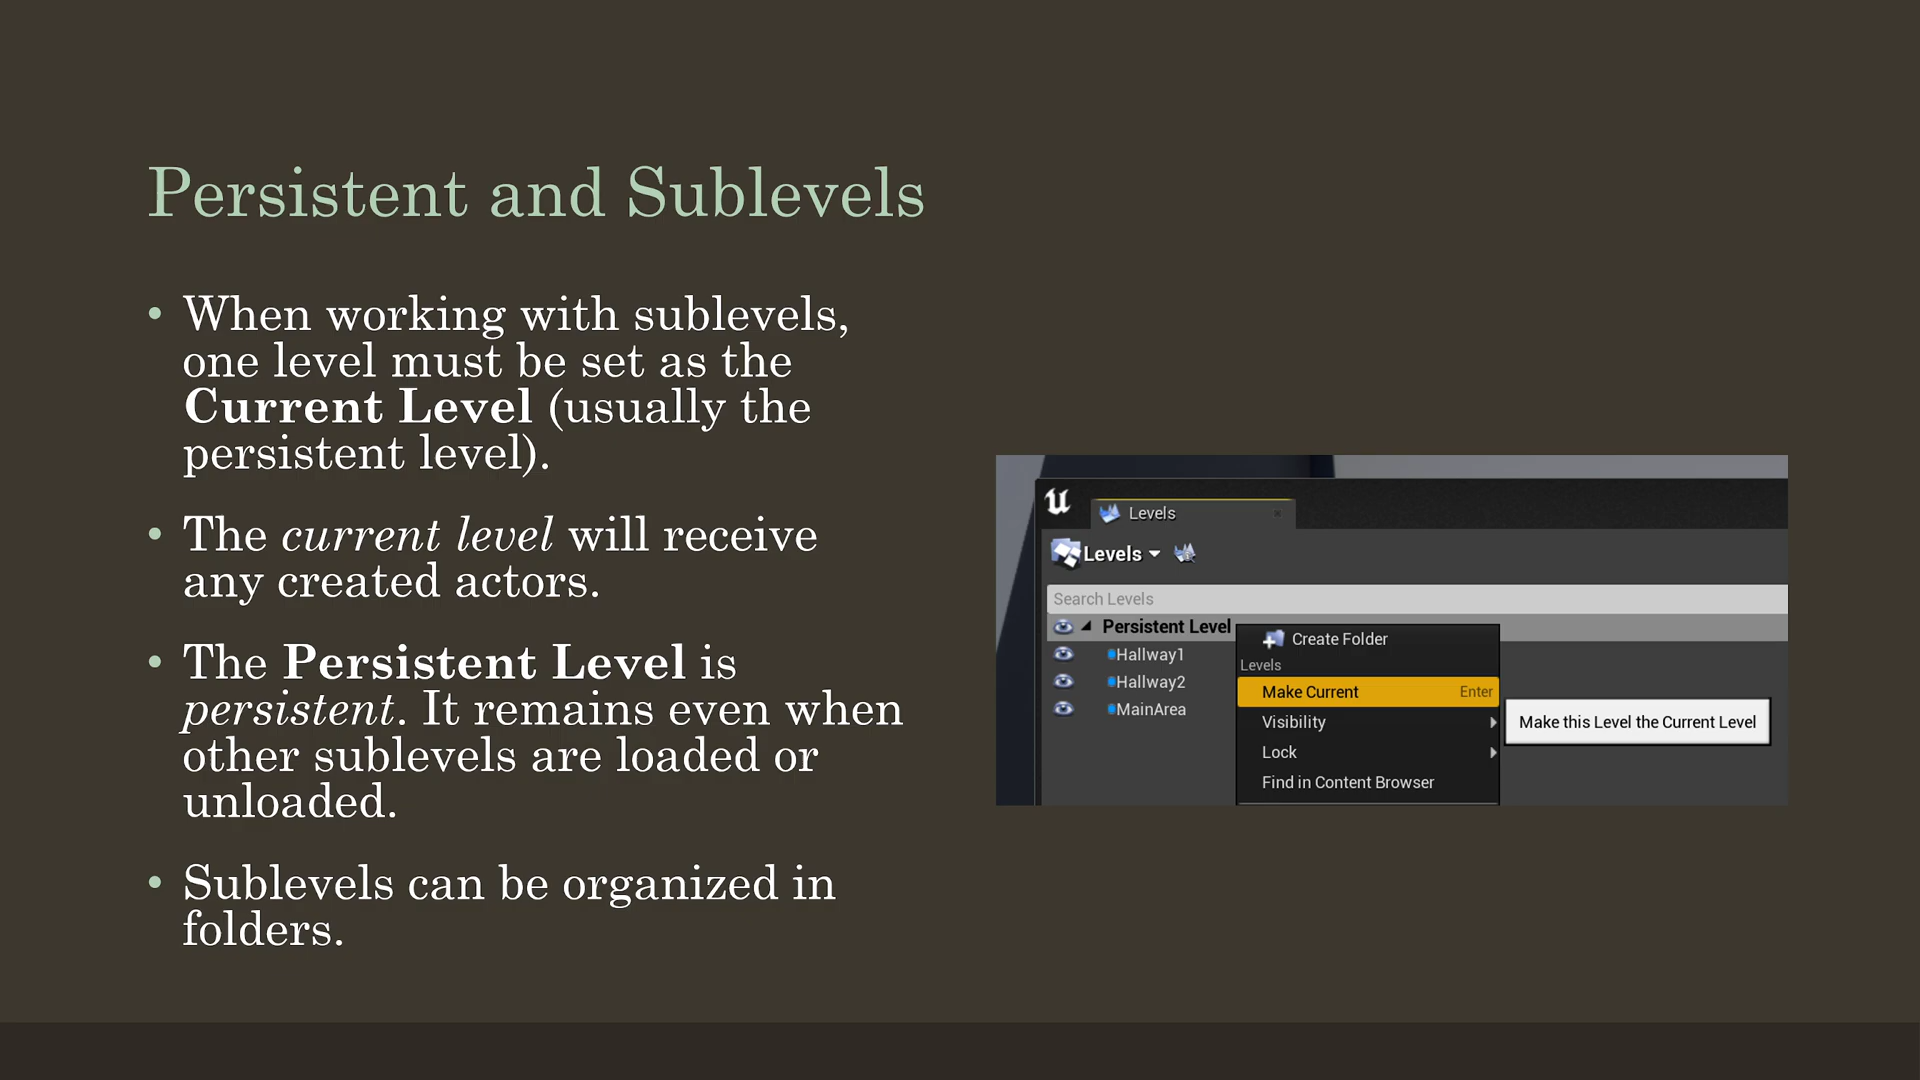 Persistent and Sublevels
• When working with sublevels,
one level must be set as the
Current Level (usually the
persistent level).
• The current level will receive
any created actors.
• The Persistent Level is
persistent. It remains even when
other sublevels are loaded or
unloaded.
• Sublevels can be organized in
folders.
Levels
Levels
Search Levels
Persistent Level
Hallway1
Hallway2
MainArea
Create Folder
Levels
Make Current Enter
Visibility
Lock
Find in Content Browser
Make this Level the Current Level